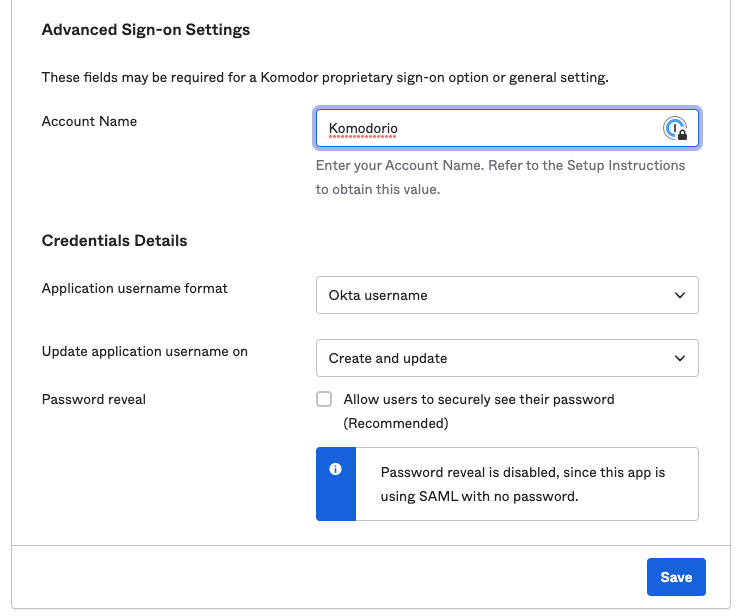 Advanced Sign-on Settings
These fields may be required for a Komodor proprietary sign-on option or general setting.
Account Name
Komodorio
Enter your Account Name. Refer to the Setup Instructions
to obtain this value.
Credentials Details
Application username format
Okta username
Update application username on
Create and update
Password reveal
Allow users to securely see their password
(Recommended)
Password reveal is disabled, since this app is
using SAML with no password.
Save